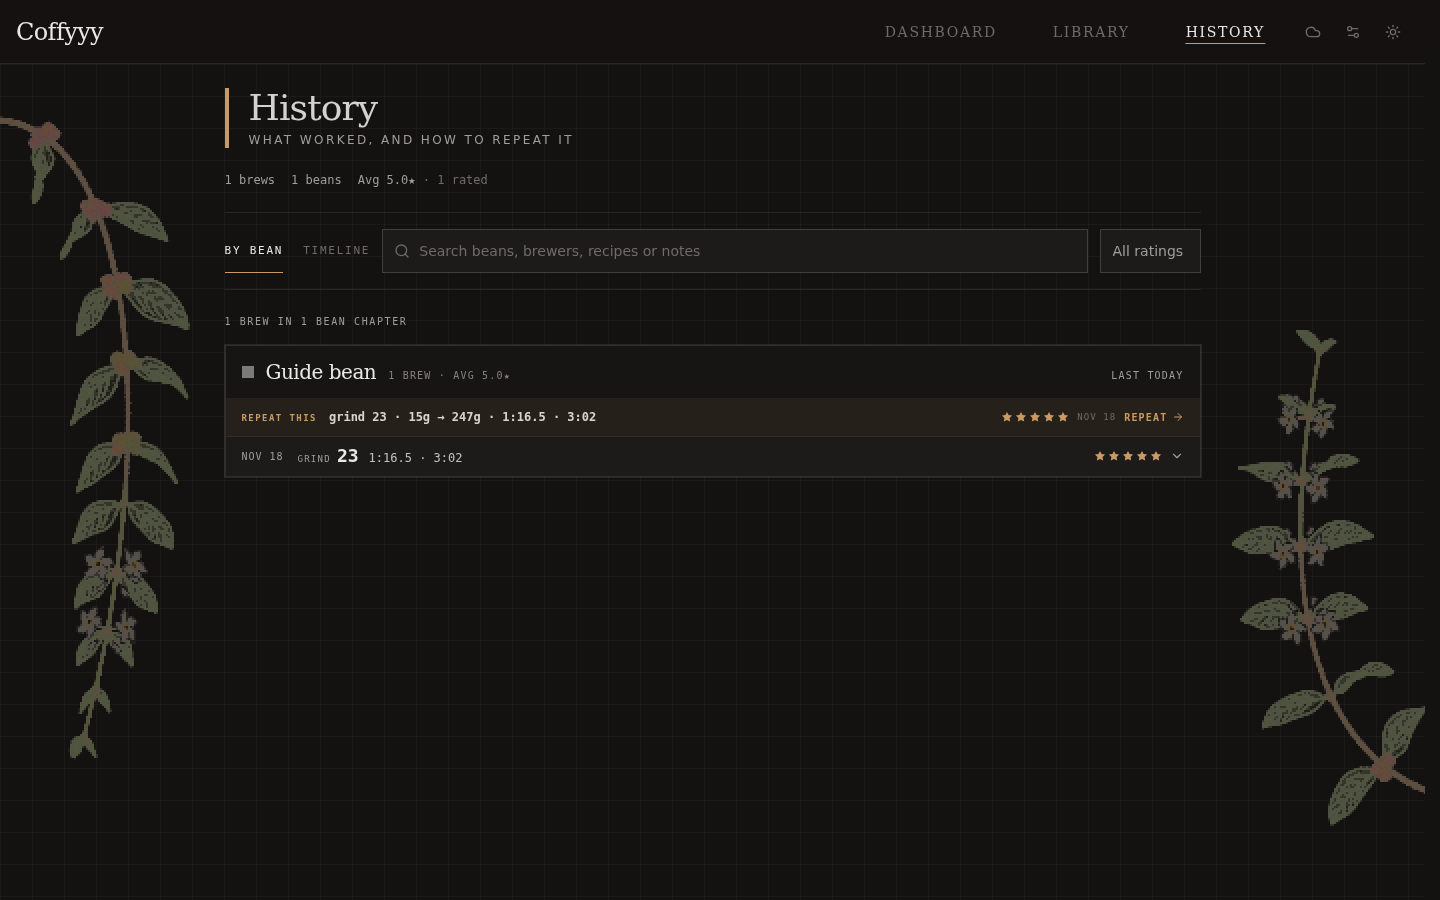 Coffyyy
DASHBOARD LIBRARY HISTORY
History
WHAT WORKED, AND HOW TO REPEAT IT
1 brews 1 beans Avg 5.0★ · 1 rated
BY BEAN TIMELINE Search beans, brewers, recipes or notes All ratings
1 BREW IN 1 BEAN CHAPTER
Guide bean 1 BREW · AVG 5.0★ LAST TODAY
REPEAT THIS grind 23 · 15g → 247g · 1:16.5 · 3:02 ★★★★★ NOV 18 REPEAT →
NOV 18 GRIND 23 1:16.5 · 3:02 ★★★★★